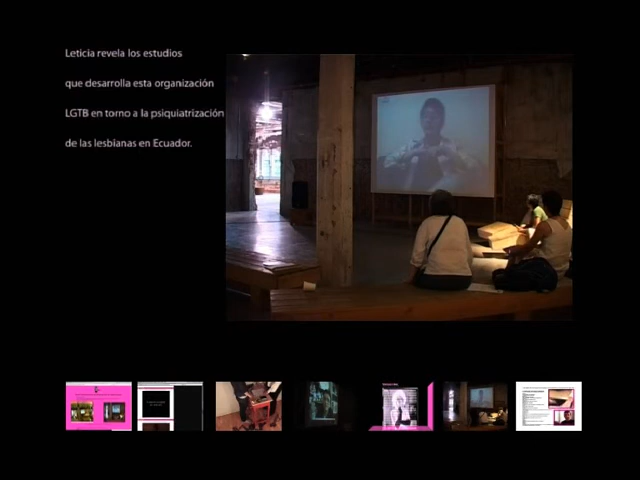 Leticia revela los estudios
que desarrolla esta organización
LGTB en torno a la psiquiatrización
de las lesbianas en Ecuador.